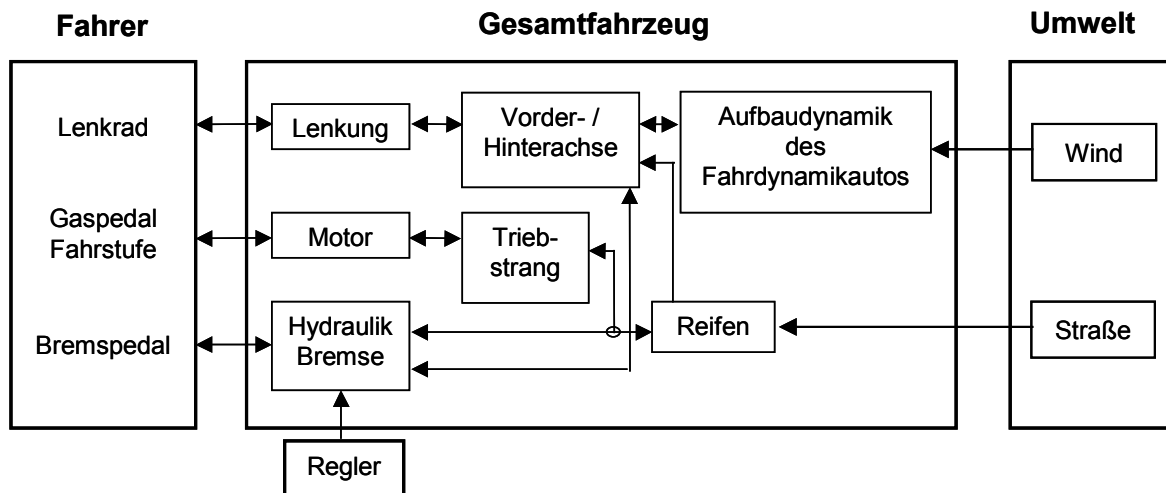 Fahrer
Gesamtfahrzeug
Umwelt
Lenkrad
Gaspedal
Fahrstufe
Bremspedal
Lenkung
Vorder- /
Hinterachse
Aufbaudynamik
des
Fahrdynamikautos
Motor
Trieb-
strang
Hydraulik
Bremse
Reifen
Wind
Straße
Regler